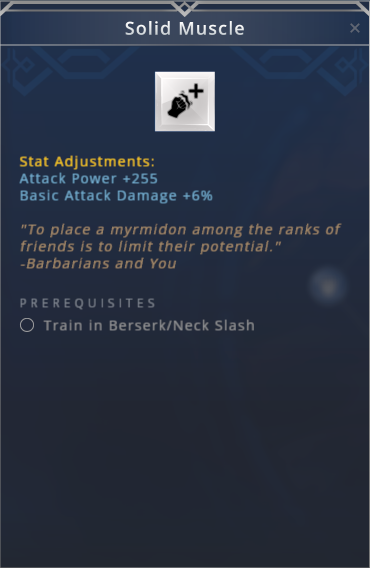 Solid Muscle
Stat Adjustments:
Attack Power +255
Basic Attack Damage +6%
"To place a myrmidon among the ranks of
friends is to limit their potential."
-Barbarians and You
PREREQUISITES
Train in Berserk/Neck Slash